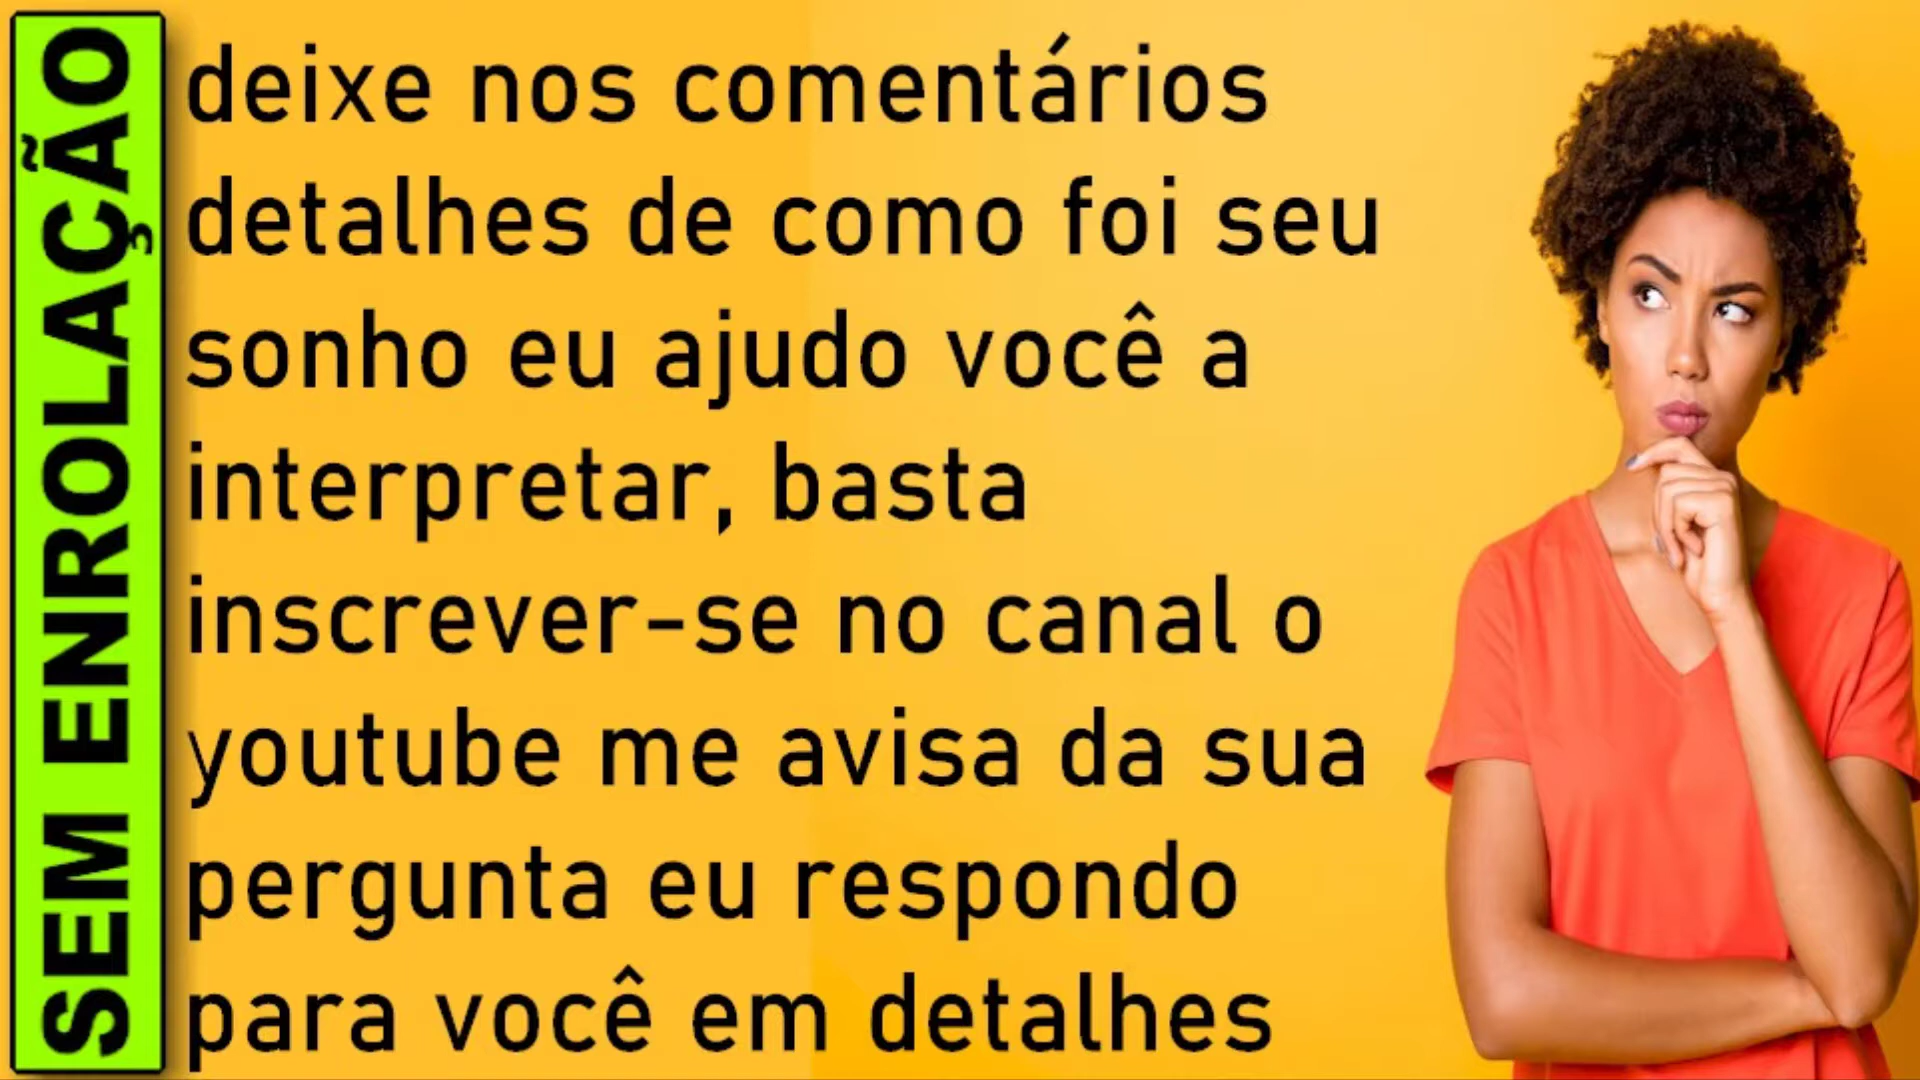 SEM ENROLAÇÃO
deixe nos comentários
detalhes de como foi seu
sonho eu ajudo você a
interpretar, basta
inscrever-se no canal o
youtube me avisa da sua
pergunta eu respondo
para você em detalhes